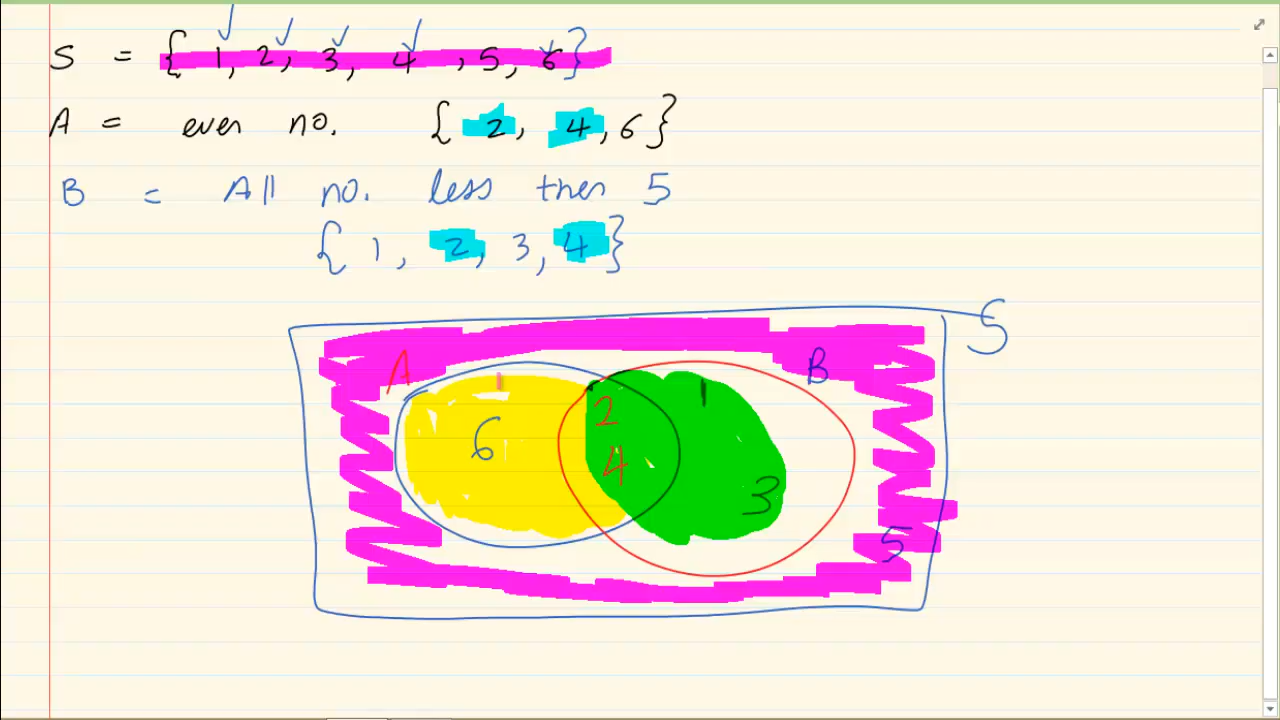 S = { 1, 2, 3, 4 , 5, 6 }
A = even no. { 2, 4, 6 }
B = All no. less then 5
{ 1, 2, 3, 4 }
S
A B
1
6 2
4
3
5